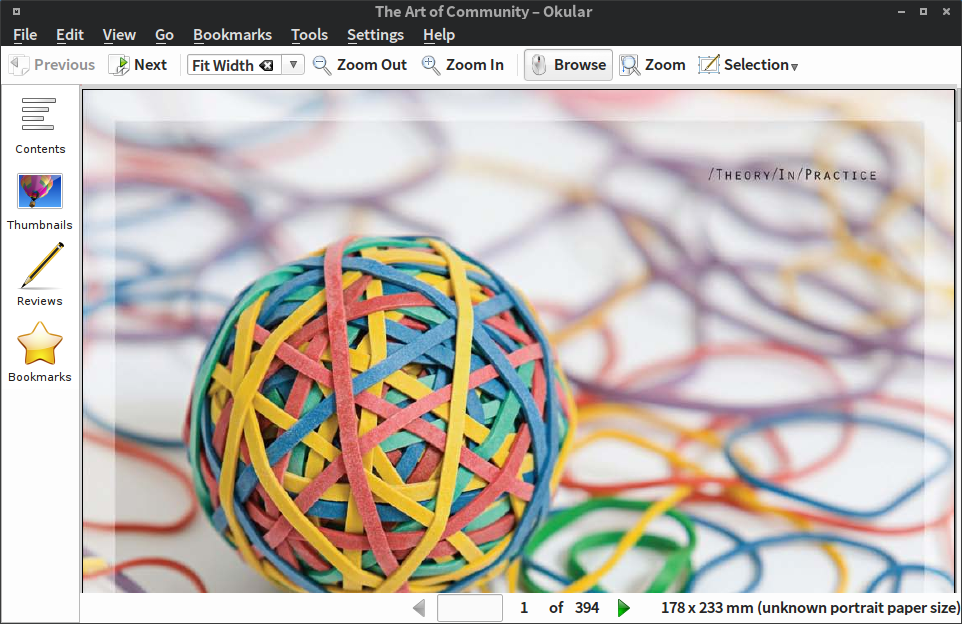 The Art of Community – Okular
File Edit View Go Bookmarks Tools Settings Help
Previous Next Fit Width Zoom Out Zoom In Browse Zoom Selection
Contents
Thumbnails
Reviews
Bookmarks
/Theory/In/Practice
1 of 394 178 x 233 mm (unknown portrait paper size)